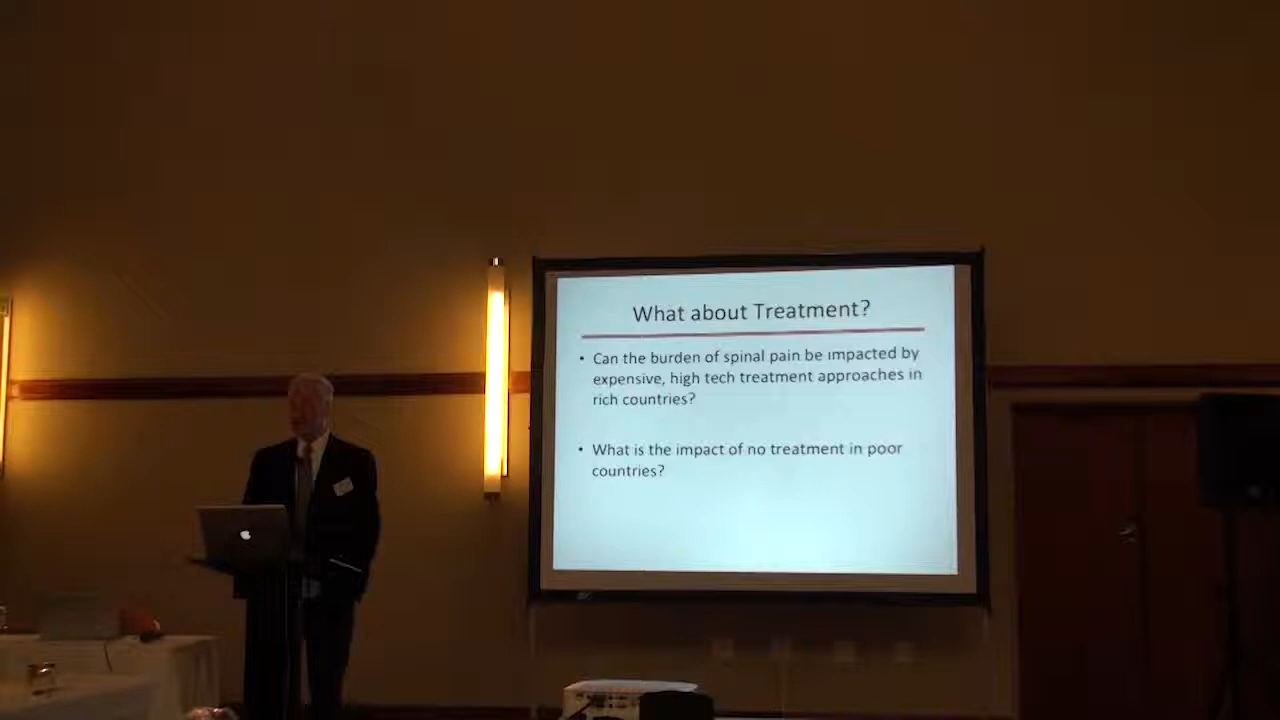 What about Treatment?
• Can the burden of spinal pain be impacted by
expensive, high tech treatment approaches in
rich countries?
• What is the impact of no treatment in poor
countries?